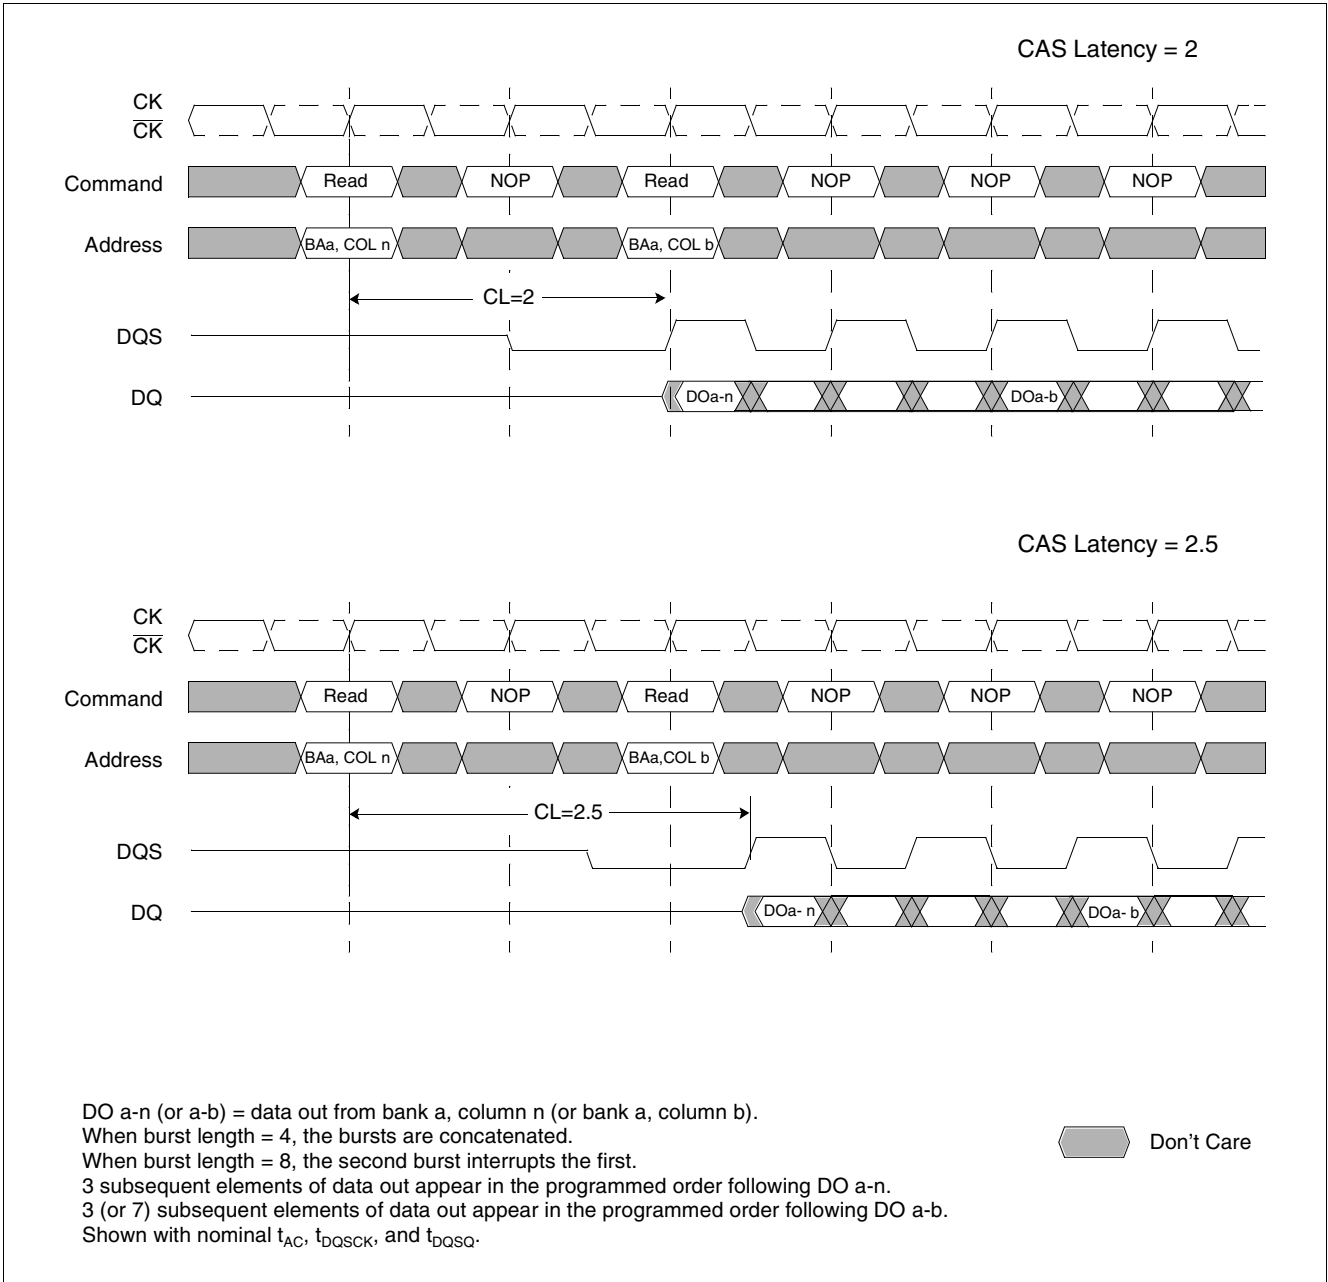 CAS Latency = 2
CK
CK
Command Read NOP Read NOP NOP NOP
Address BAa, COL n BAa, COL b
CL=2
DQS
DQ DOa-n DOa-b
CAS Latency = 2.5
CK
CK
Command Read NOP Read NOP NOP NOP
Address BAa, COL n BAa,COL b
CL=2.5
DQS
DQ DOa- n DOa- b
DO a-n (or a-b) = data out from bank a, column n (or bank a, column b).
When burst length = 4, the bursts are concatenated.
When burst length = 8, the second burst interrupts the first.
3 subsequent elements of data out appear in the programmed order following DO a-n.
3 (or 7) subsequent elements of data out appear in the programmed order following DO a-b.
Shown with nominal tAC, tDQSCK, and tDQSQ.
Don't Care